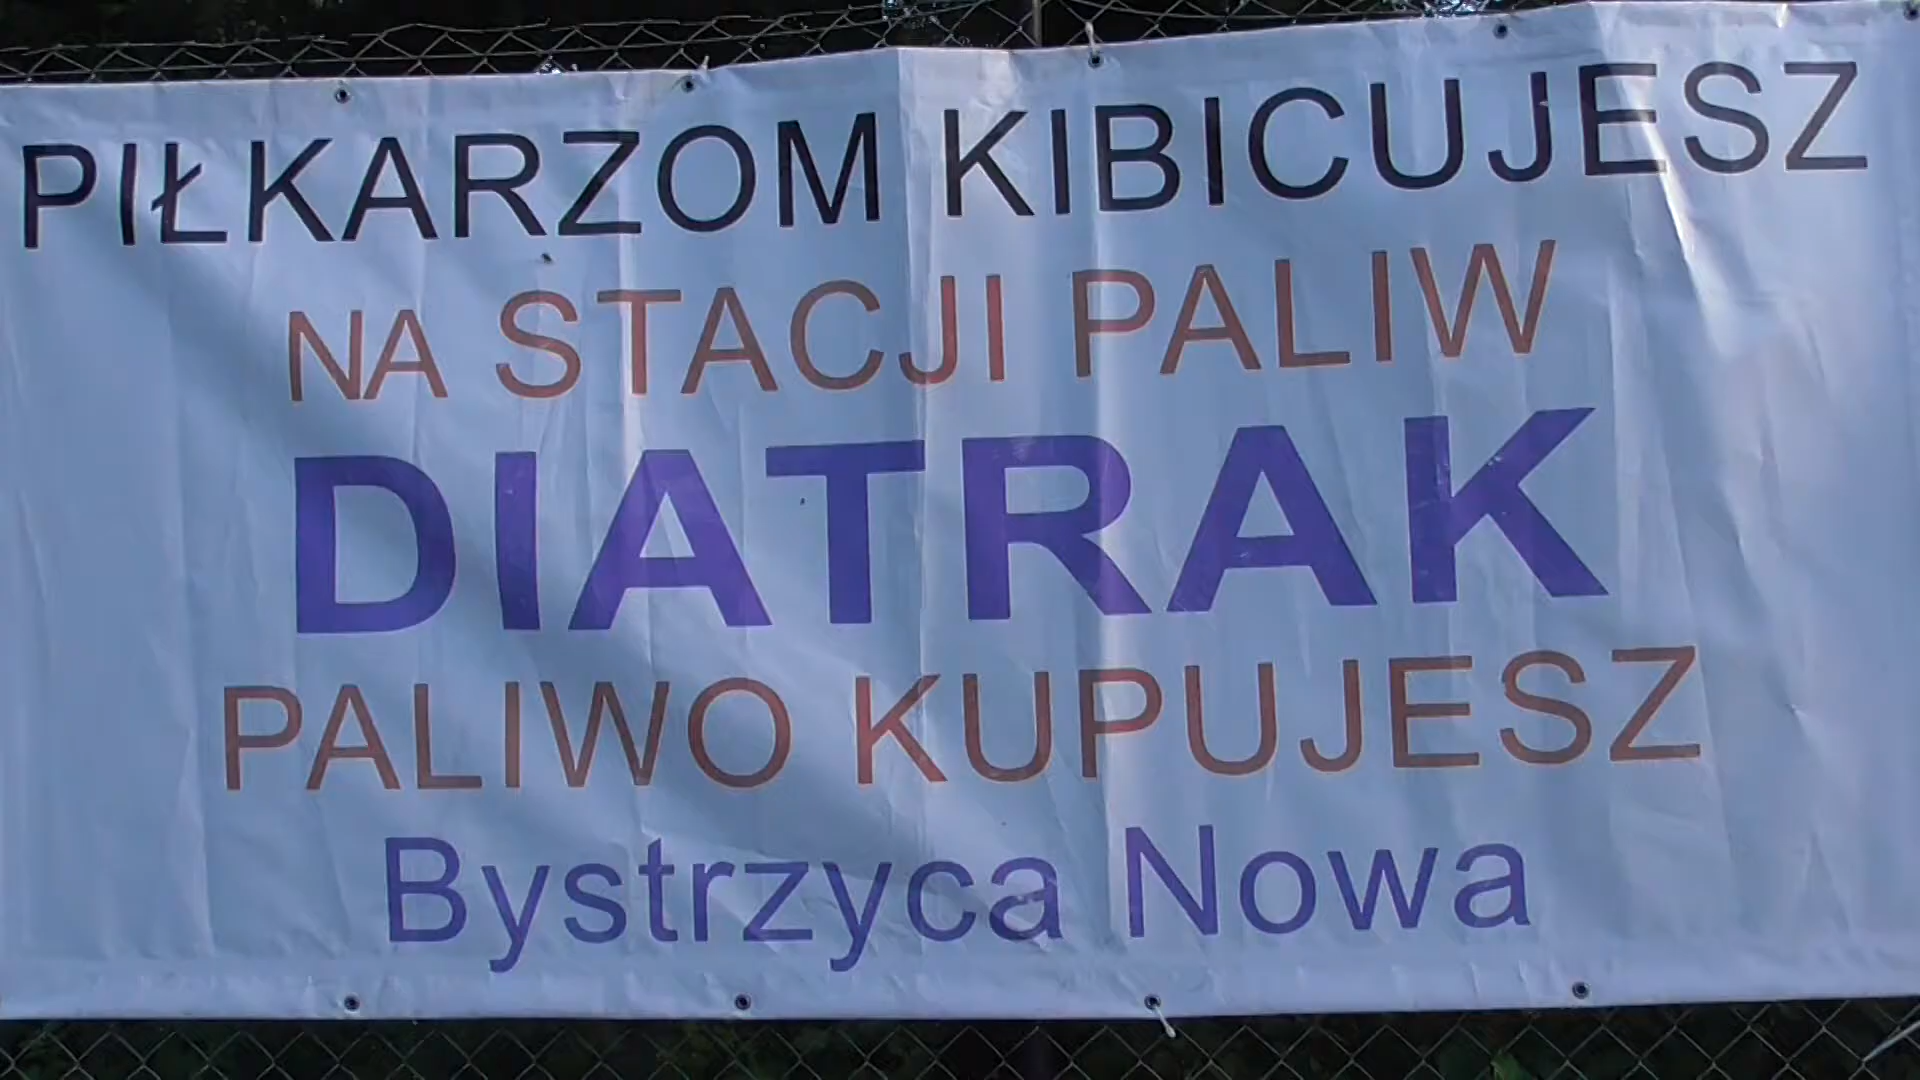 PIŁKARZOM KIBICUJESZ
NA STACJI PALIW
DIATRAK
PALIWO KUPUJESZ
Bystrzyca Nowa